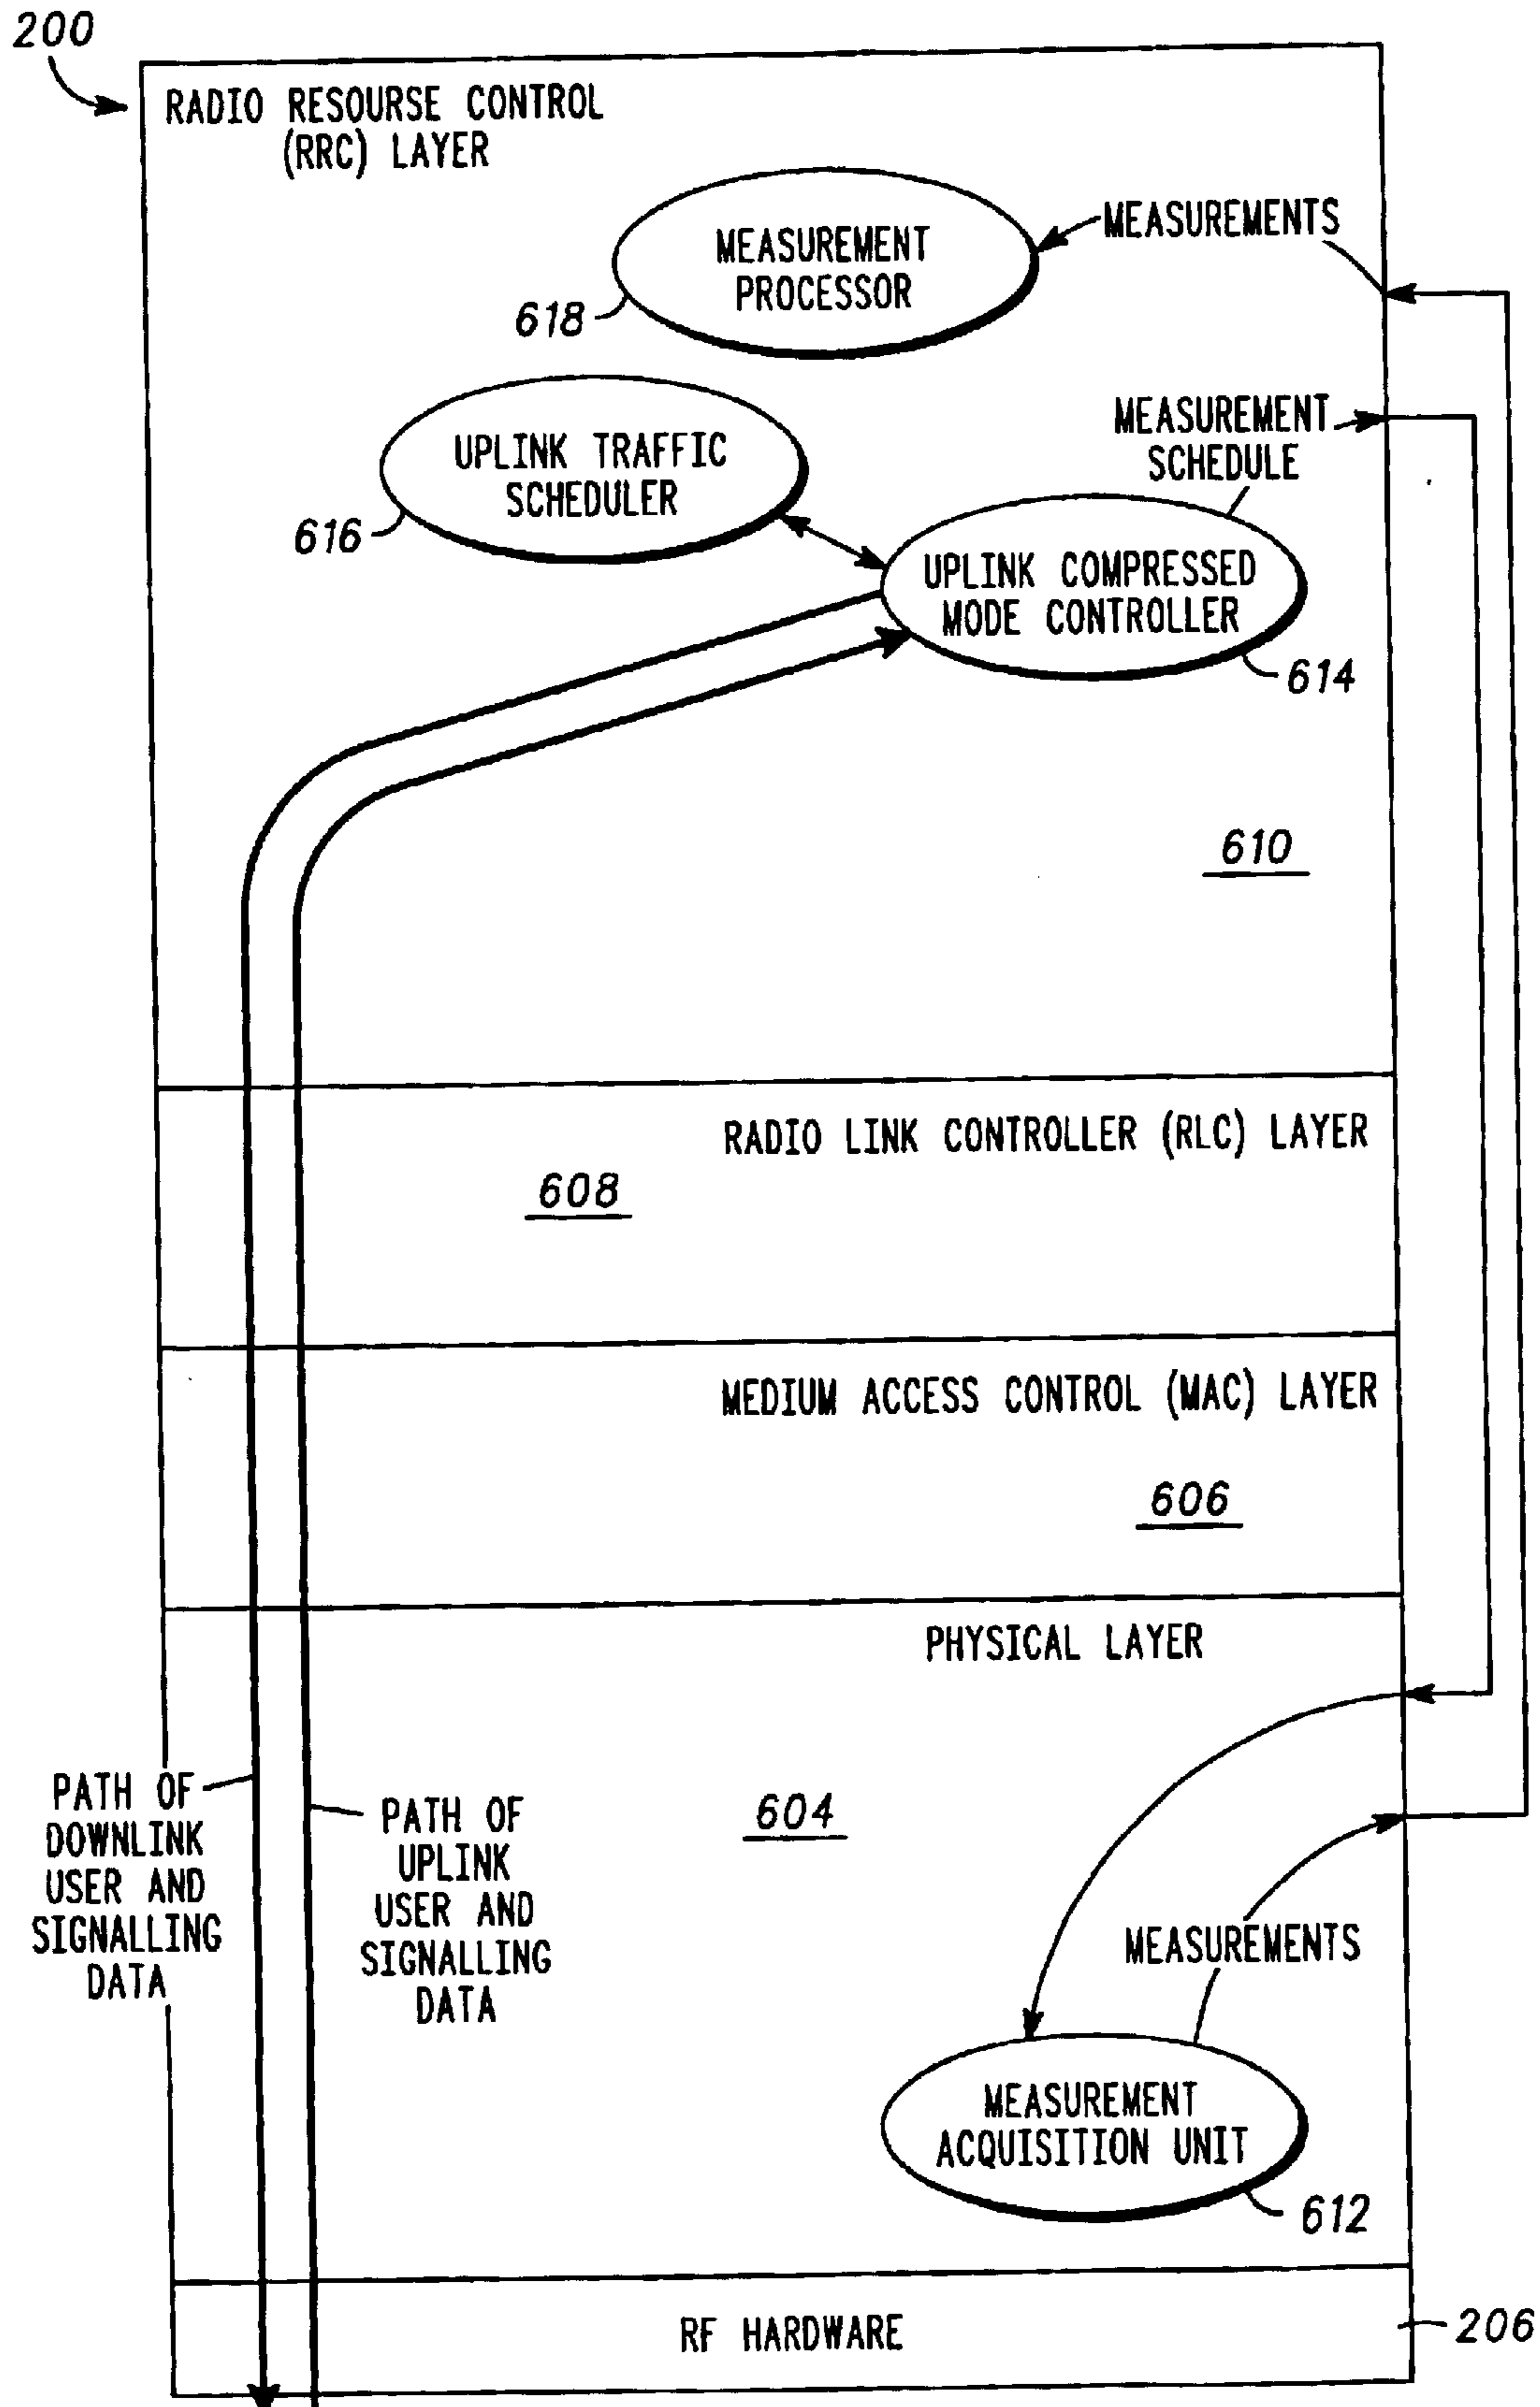 200
RADIO RESOURSE CONTROL
(RRC) LAYER
MEASUREMENTS
MEASUREMENT
PROCESSOR
618
MEASUREMENT
SCHEDULE
UPLINK TRAFFIC
SCHEDULER
616
UPLINK COMPRESSED
MODE CONTROLLER
614
610
RADIO LINK CONTROLLER (RLC) LAYER
608
MEDIUM ACCESS CONTROL (MAC) LAYER
606
PHYSICAL LAYER
PATH OF
DOWNLINK
USER AND
SIGNALLING
DATA
PATH OF
UPLINK
USER AND
SIGNALLING
DATA
604
MEASUREMENTS
MEASUREMENT
ACQUISITION UNIT
612
RF HARDWARE
206